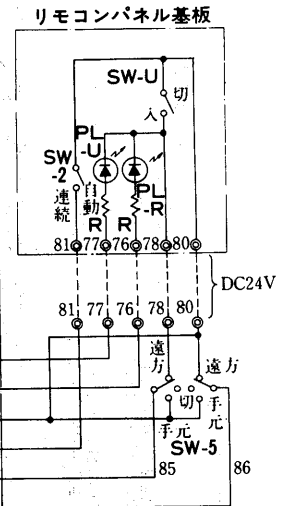 リモコンパネル基板
SW-U
切
入
PL
-U
SW
-2
連続
自動
PL
-R
R
R
81 77 76 78 80
DC24V
81 77 76 78 80
遠方
遠方
切
手元
手元
SW-5
85
86